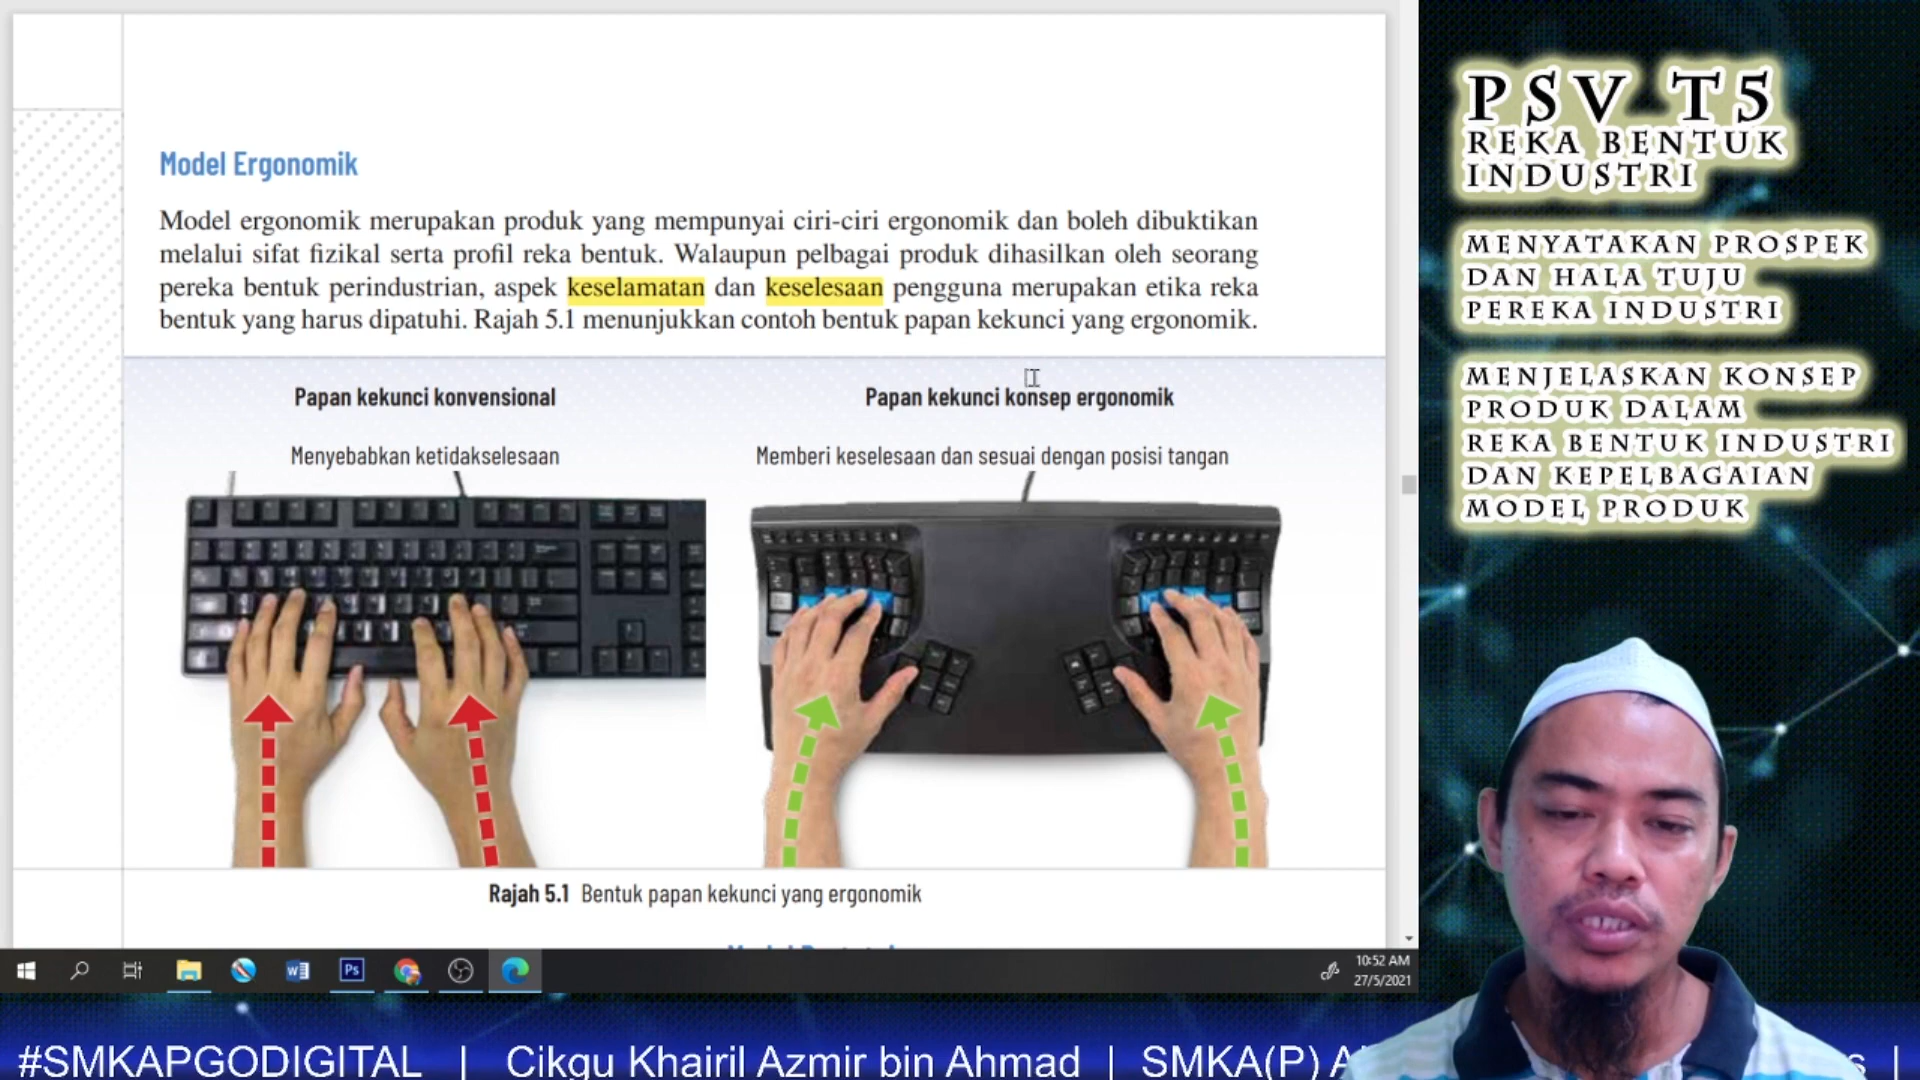 Model Ergonomik
Model ergonomik merupakan produk yang mempunyai ciri-ciri ergonomik dan boleh dibuktikan
melalui sifat fizikal serta profil reka bentuk. Walaupun pelbagai produk dihasilkan oleh seorang
pereka bentuk perindustrian, aspek keselamatan dan keselesaan pengguna merupakan etika reka
bentuk yang harus dipatuhi. Rajah 5.1 menunjukkan contoh bentuk papan kekunci yang ergonomik.
Papan kekunci konvensional
Menyebabkan ketidakselesaan
Papan kekunci konsep ergonomik
Memberi keselesaan dan sesuai dengan posisi tangan
Rajah 5.1 Bentuk papan kekunci yang ergonomik
PSV T5
REKA BENTUK
INDUSTRI
MENYATAKAN PROSPEK
DAN HALA TUJU
PEREKA INDUSTRI
MENJELASKAN KONSEP
PRODUK DALAM
REKA BENTUK INDUSTRI
DAN KEPELBAGAIAN
MODEL PRODUK
Ps
10:52 AM
27/5/2021
#SMKAPGODIGITAL | Cikgu Khairil Azmir bin Ahmad | SMKA(P) A